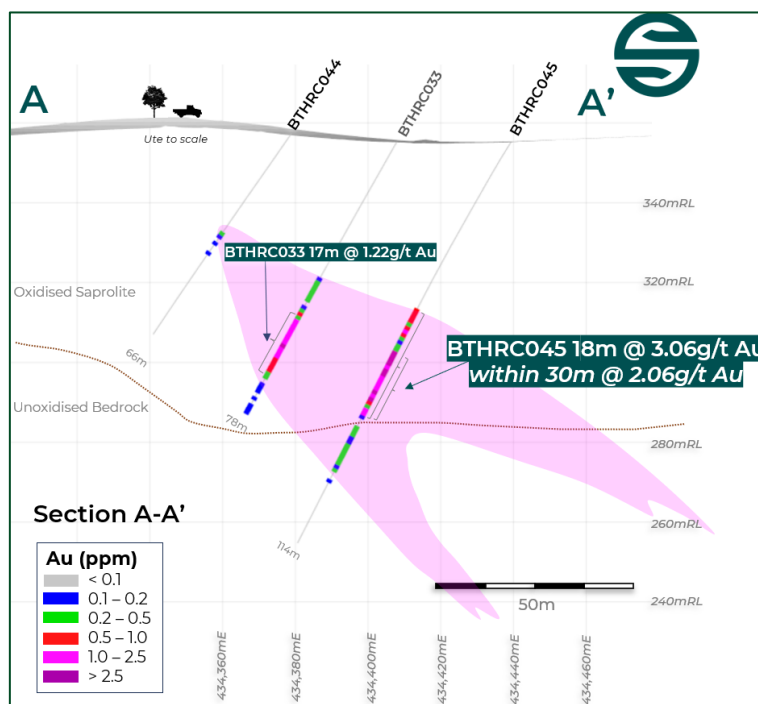 A
A’
BTHRC044
BTHRC033
BTHRC045
Ute to scale
340mRL
BTHRC033 17m @ 1.22g/t Au
320mRL
Oxidised Saprolite
BTHRC045 18m @ 3.06g/t Au
within 30m @ 2.06g/t Au
66m
Unoxidised Bedrock
78m
280mRL
Section A-A’
260mRL
114m
Au (ppm)
< 0.1
0.1 – 0.2
0.2 – 0.5
0.5 – 1.0
1.0 – 2.5
> 2.5
50m
240mRL
434,360mE
434,380mE
434,400mE
434,420mE
434,440mE
434,460mE